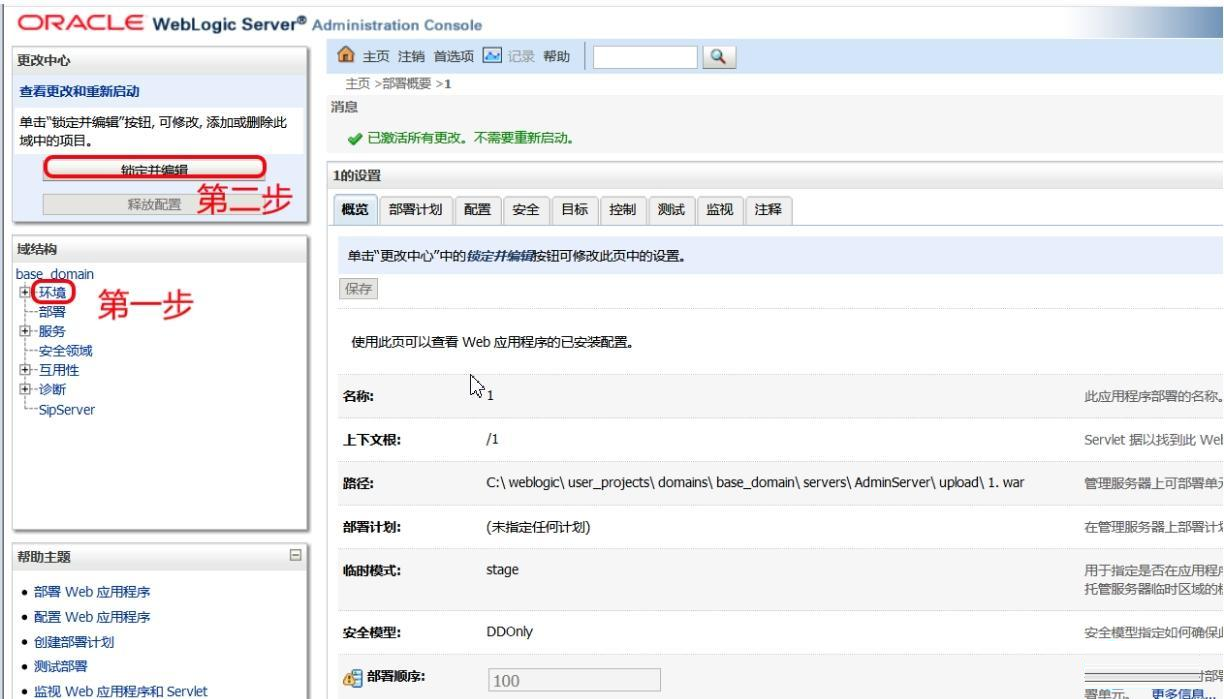 ORACLE WebLogic Server® Administration Console
更改中心
查看更改和重新启动
单击“锁定并编辑”按钮, 可修改, 添加或删除此
域中的项目。
锁定并编辑
释放配置
第二步
域结构
base_domain
环境
第一步
部署
服务
安全领域
互用性
诊断
SipServer
帮助主题
部署 Web 应用程序
配置 Web 应用程序
创建部署计划
测试部署
监视 Web 应用程序和 Servlet
主页 注销 首选项 记录 帮助
主页 >部署概要 >1
消息
已激活所有更改。不需要重新启动。
1的设置
概览 部署计划 配置 安全 目标 控制 测试 监视 注释
单击“更改中心”中的锁定并编辑按钮可修改此页中的设置。
保存
使用此页可以查看 Web 应用程序的已安装配置。
名称: 1 此应用程序部署的名称。
上下文根: /1 Servlet 据以找到此 Web
路径: C:\ weblogic\ user_projects\ domains\ base_domain\ servers\ AdminServer\ upload\ 1. war 管理服务器上可部署单元
部署计划: (未指定任何计划) 在管理服务器上部署计划
临时模式: stage 用于指定是否在应用程序
托管服务器临时区域的
安全模型: DDOnly 安全模型指定如何确保此
部署顺序: 100 部署
署单元。 更多信息...